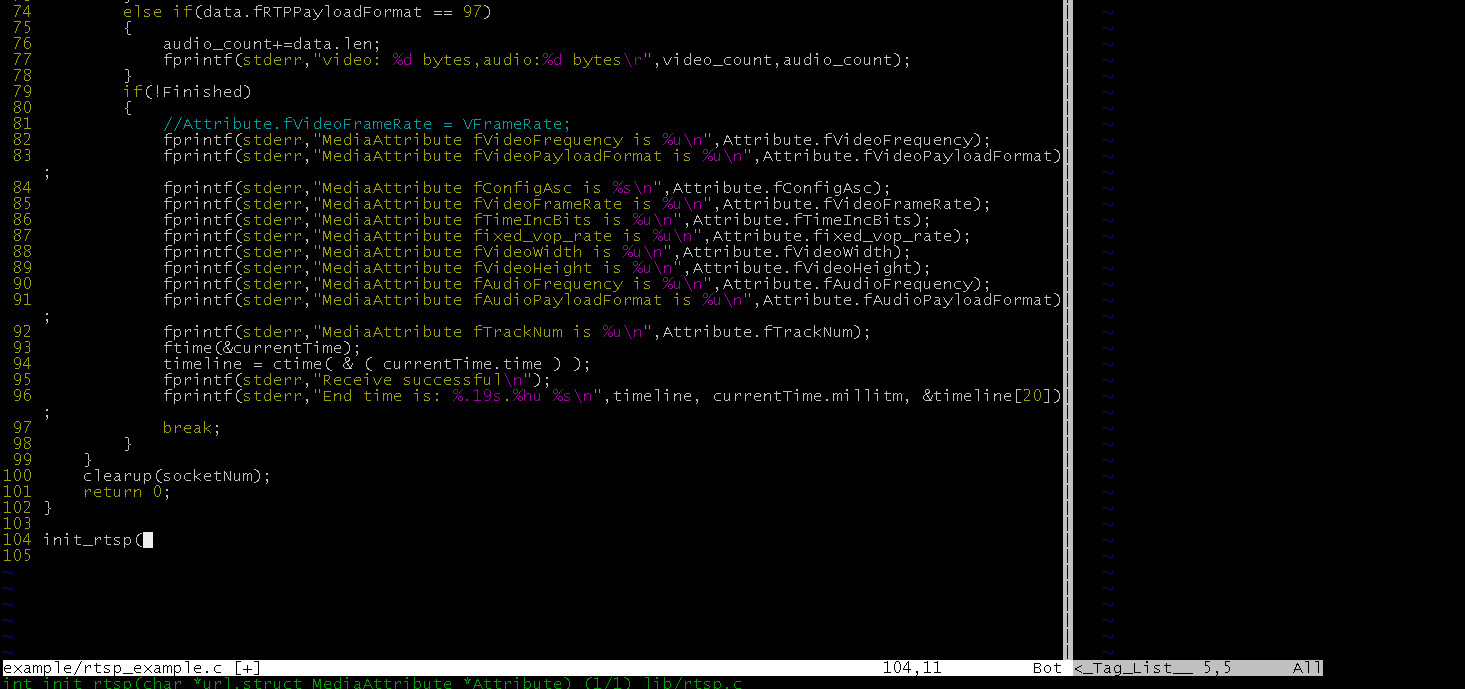 74 else if(data.fRTPPayloadFormat == 97)
75 {
76 audio_count+=data.len;
77 fprintf(stderr,"video: %d bytes,audio:%d bytes\r",video_count,audio_count);
78 }
79 if(!Finished)
80 {
81 //Attribute.fVideoFrameRate = VFrameRate;
82 fprintf(stderr,"MediaAttribute fVideoFrequency is %u\n",Attribute.fVideoFrequency);
83 fprintf(stderr,"MediaAttribute fVideoPayloadFormat is %u\n",Attribute.fVideoPayloadFormat)
;
84 fprintf(stderr,"MediaAttribute fConfigAsc is %s\n",Attribute.fConfigAsc);
85 fprintf(stderr,"MediaAttribute fVideoFrameRate is %u\n",Attribute.fVideoFrameRate);
86 fprintf(stderr,"MediaAttribute fTimeIncBits is %u\n",Attribute.fTimeIncBits);
87 fprintf(stderr,"MediaAttribute fixed_vop_rate is %u\n",Attribute.fixed_vop_rate);
88 fprintf(stderr,"MediaAttribute fVideoWidth is %u\n",Attribute.fVideoWidth);
89 fprintf(stderr,"MediaAttribute fVideoHeight is %u\n",Attribute.fVideoHeight);
90 fprintf(stderr,"MediaAttribute fAudioFrequency is %u\n",Attribute.fAudioFrequency);
91 fprintf(stderr,"MediaAttribute fAudioPayloadFormat is %u\n",Attribute.fAudioPayloadFormat)
;
92 fprintf(stderr,"MediaAttribute fTrackNum is %u\n",Attribute.fTrackNum);
93 ftime(&currentTime);
94 timeline = ctime( & ( currentTime.time ) );
95 fprintf(stderr,"Receive successful\n");
96 fprintf(stderr,"End time is: %.19s.%hu %s\n",timeline, currentTime.millitm, &timeline[20])
;
97 break;
98 }
99 }
100 clearup(socketNum);
101 return 0;
102 }
103
104 init_rtsp(
105
~
~
~
~
~
~
example/rtsp_example.c [+] 104,11 Bot <_Tag_List__ 5,5 All
int init_rtsp(char *url,struct MediaAttribute *Attribute) (1/1) lib/rtsp.c